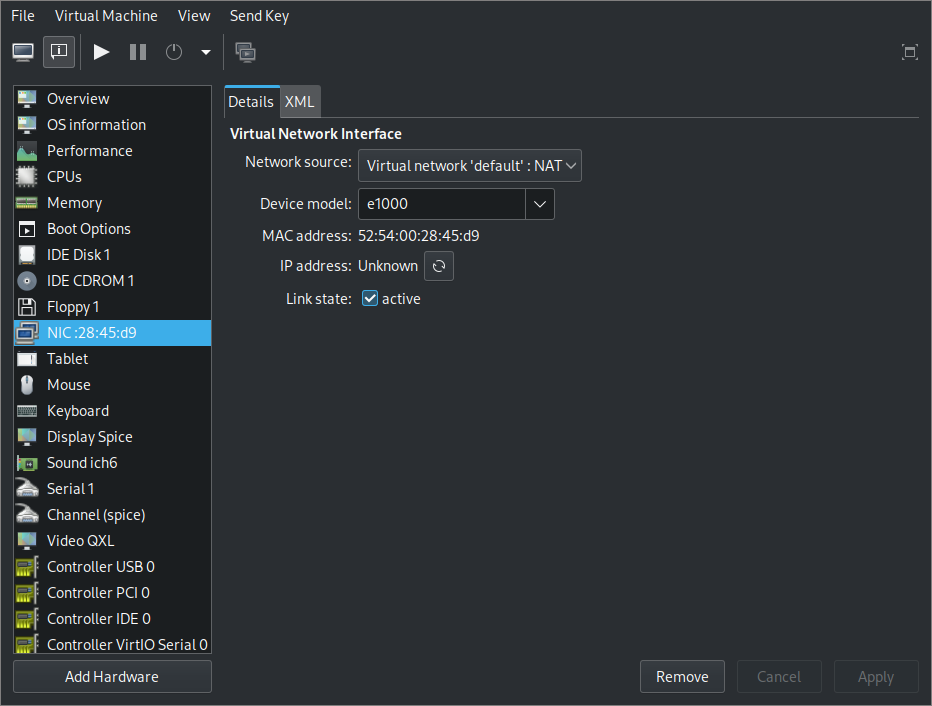 File Virtual Machine View Send Key
Overview
OS information
Performance
CPUs
Memory
Boot Options
IDE Disk 1
IDE CDROM 1
Floppy 1
NIC :28:45:d9
Tablet
Mouse
Keyboard
Display Spice
Sound ich6
Serial 1
Channel (spice)
Video QXL
Controller USB 0
Controller PCI 0
Controller IDE 0
Controller VirtIO Serial 0
Add Hardware
Details XML
Virtual Network Interface
Network source: Virtual network 'default' : NAT
Device model: e1000
MAC address: 52:54:00:28:45:d9
IP address: Unknown
Link state: active
Remove Cancel Apply